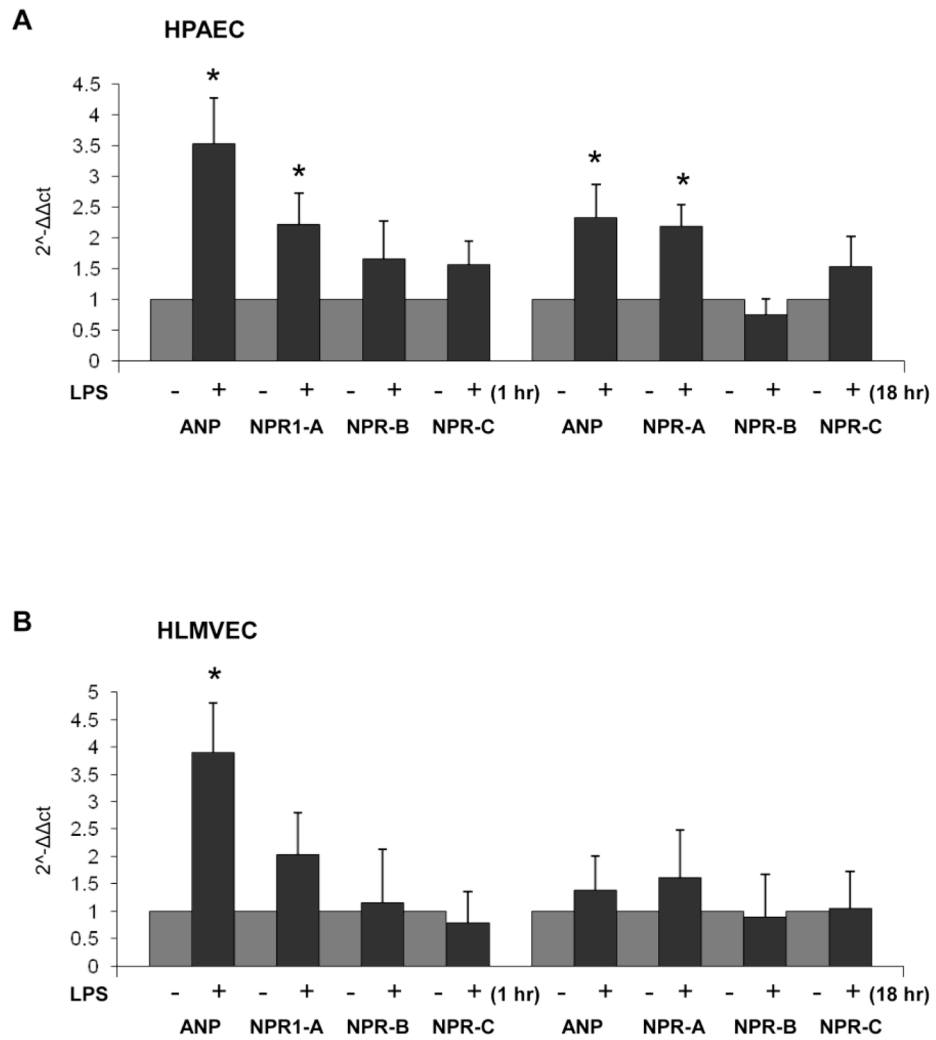 A
HPAEC
*
*
*
*
4.5
4
3.5
3
2.5
2
1.5
1
0.5
0
2^-ΔΔct
LPS - + - + - + - + (1 hr) - + - + - + - + (18 hr)
ANP NPR1-A NPR-B NPR-C ANP NPR-A NPR-B NPR-C
B
HLMVEC
*
5
4.5
4
3.5
3
2.5
2
1.5
1
0.5
0
2^-ΔΔct
LPS - + - + - + - + (1 hr) - + - + - + - + (18 hr)
ANP NPR1-A NPR-B NPR-C ANP NPR-A NPR-B NPR-C